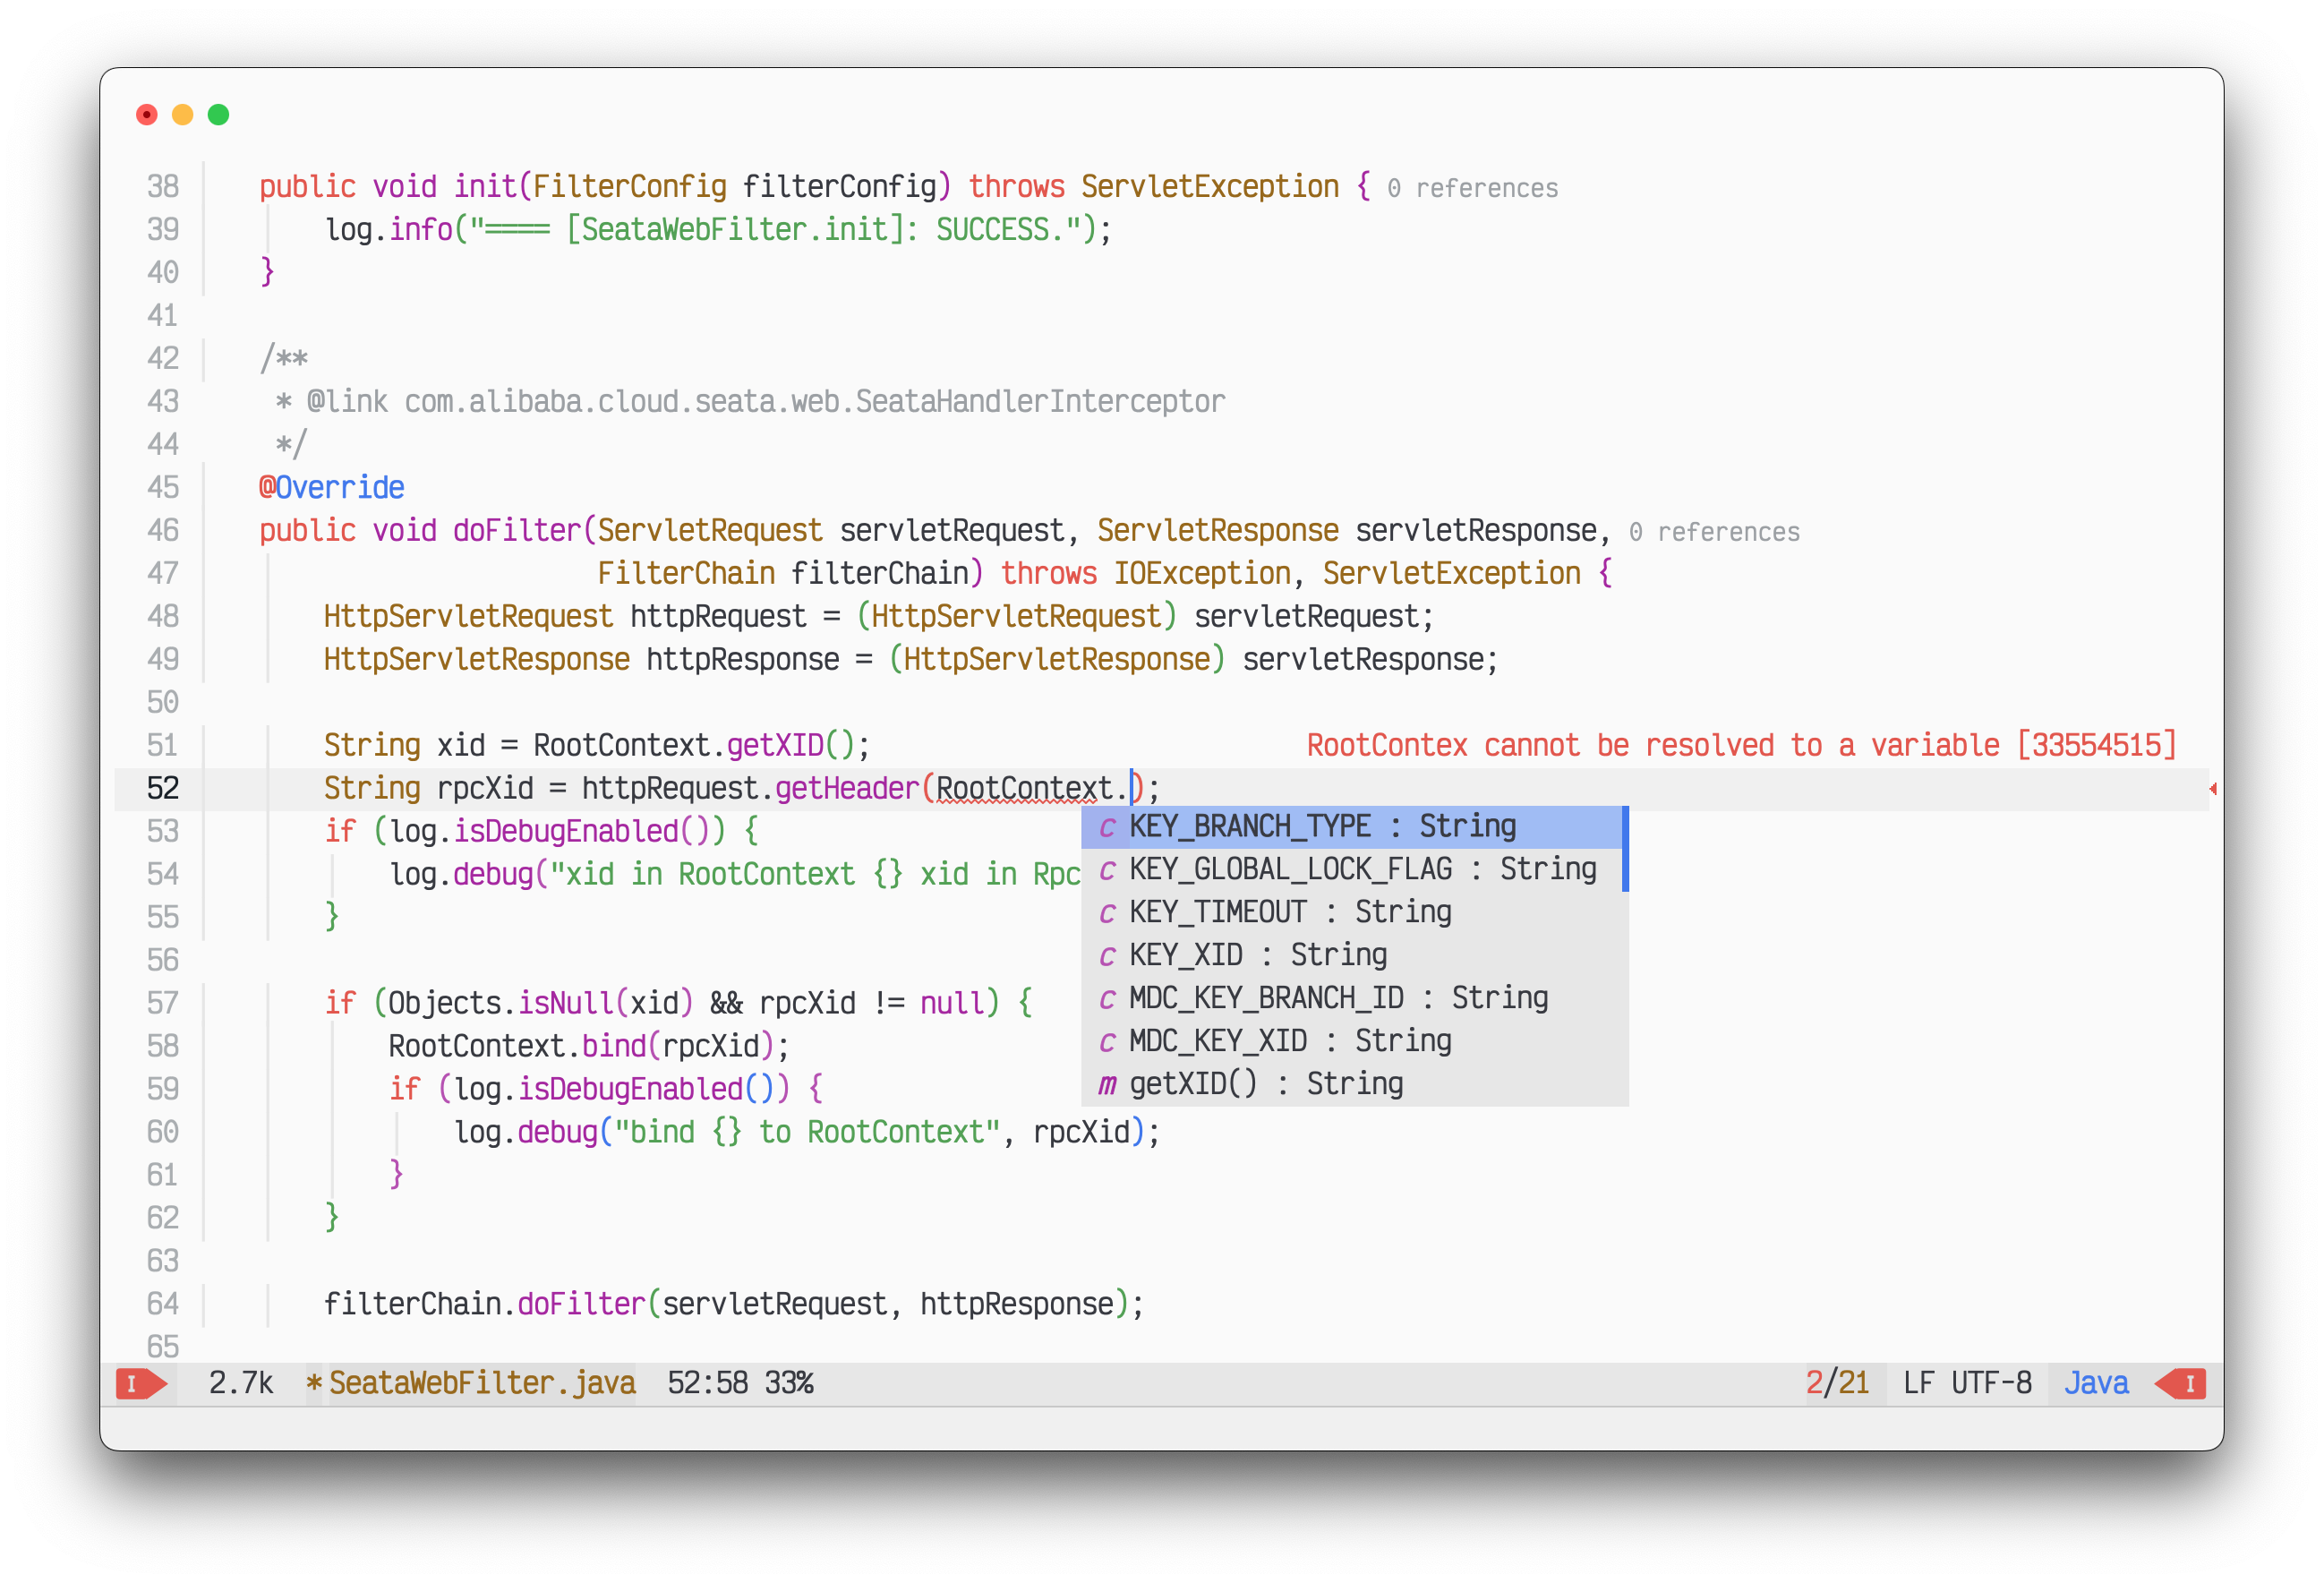 38 public void init(FilterConfig filterConfig) throws ServletException { 0 references
39 log.info("==== [SeataWebFilter.init]: SUCCESS.");
40 }
41
42 /**
43 * @link com.alibaba.cloud.seata.web.SeataHandlerInterceptor
44 */
45 @Override
46 public void doFilter(ServletRequest servletRequest, ServletResponse servletResponse, 0 references
47 FilterChain filterChain) throws IOException, ServletException {
48 HttpServletRequest httpRequest = (HttpServletRequest) servletRequest;
49 HttpServletResponse httpResponse = (HttpServletResponse) servletResponse;
50
51 String xid = RootContext.getXID(); RootContex cannot be resolved to a variable [33554515]
52 String rpcXid = httpRequest.getHeader(RootContext.);
53 if (log.isDebugEnabled()) { c KEY_BRANCH_TYPE : String
54 log.debug("xid in RootContext {} xid in Rpc c KEY_GLOBAL_LOCK_FLAG : String
55 } c KEY_TIMEOUT : String
56 c KEY_XID : String
57 if (Objects.isNull(xid) && rpcXid != null) { c MDC_KEY_BRANCH_ID : String
58 RootContext.bind(rpcXid); c MDC_KEY_XID : String
59 if (log.isDebugEnabled()) { m getXID() : String
60 log.debug("bind {} to RootContext", rpcXid);
61 }
62 }
63
64 filterChain.doFilter(servletRequest, httpResponse);
65
I 2.7k * SeataWebFilter.java 52:58 33% 2/21 LF UTF-8 Java I